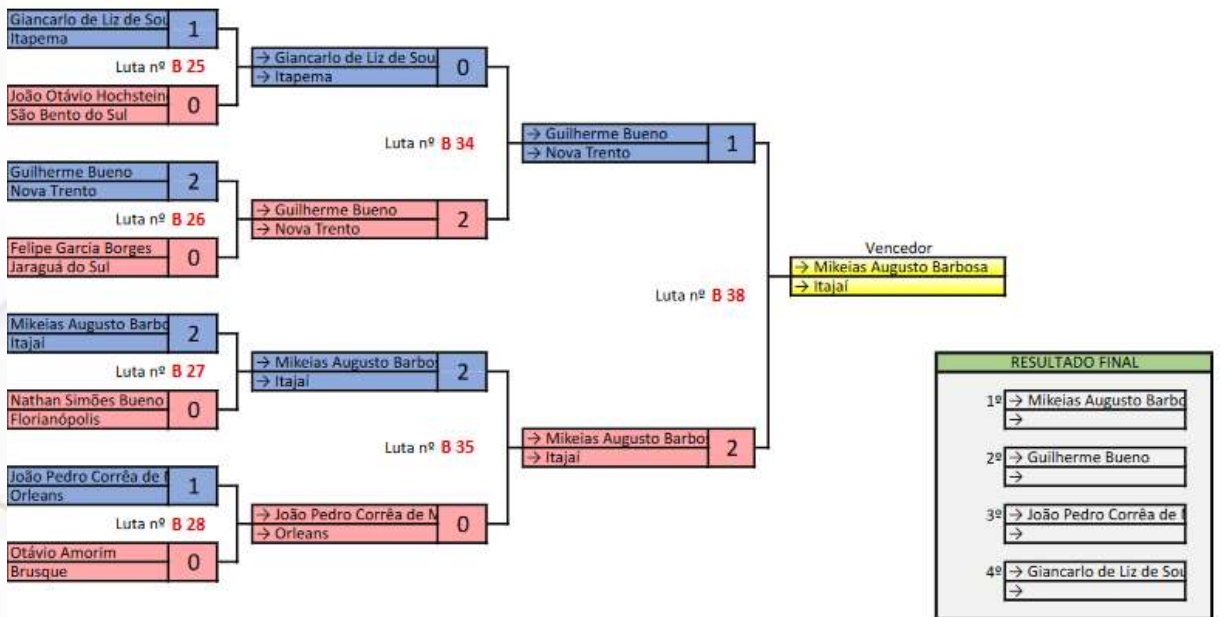 Giancarlo de Liz de Sou
1
Itapema
Luta nº B 25
João Otávio Hochstein
0
São Bento do Sul
Guilherme Bueno
2
Nova Trento
Luta nº B 26
Felipe Garcia Borges
0
Jaraguá do Sul
Mikeias Augusto Barbo
2
Itajaí
Luta nº B 27
Nathan Simões Bueno
0
Florianópolis
João Pedro Corrêa de
1
Orleans
Luta nº B 28
Otávio Amorim
0
Brusque
→ Giancarlo de Liz de Sou
0
→ Itapema
Luta nº B 34
→ Guilherme Bueno
2
→ Nova Trento
→ Mikeias Augusto Barbos
2
→ Itajaí
Luta nº B 35
→ João Pedro Corrêa de M
0
→ Orleans
→ Guilherme Bueno
1
→ Nova Trento
Luta nº B 38
→ Mikeias Augusto Barbos
2
→ Itajaí
Vencedor
→ Mikeias Augusto Barbosa
→ Itajaí
RESULTADO FINAL
1º → Mikeias Augusto Barbo
→
2º → Guilherme Bueno
→
3º → João Pedro Corrêa de
→
4º → Giancarlo de Liz de Sou
→